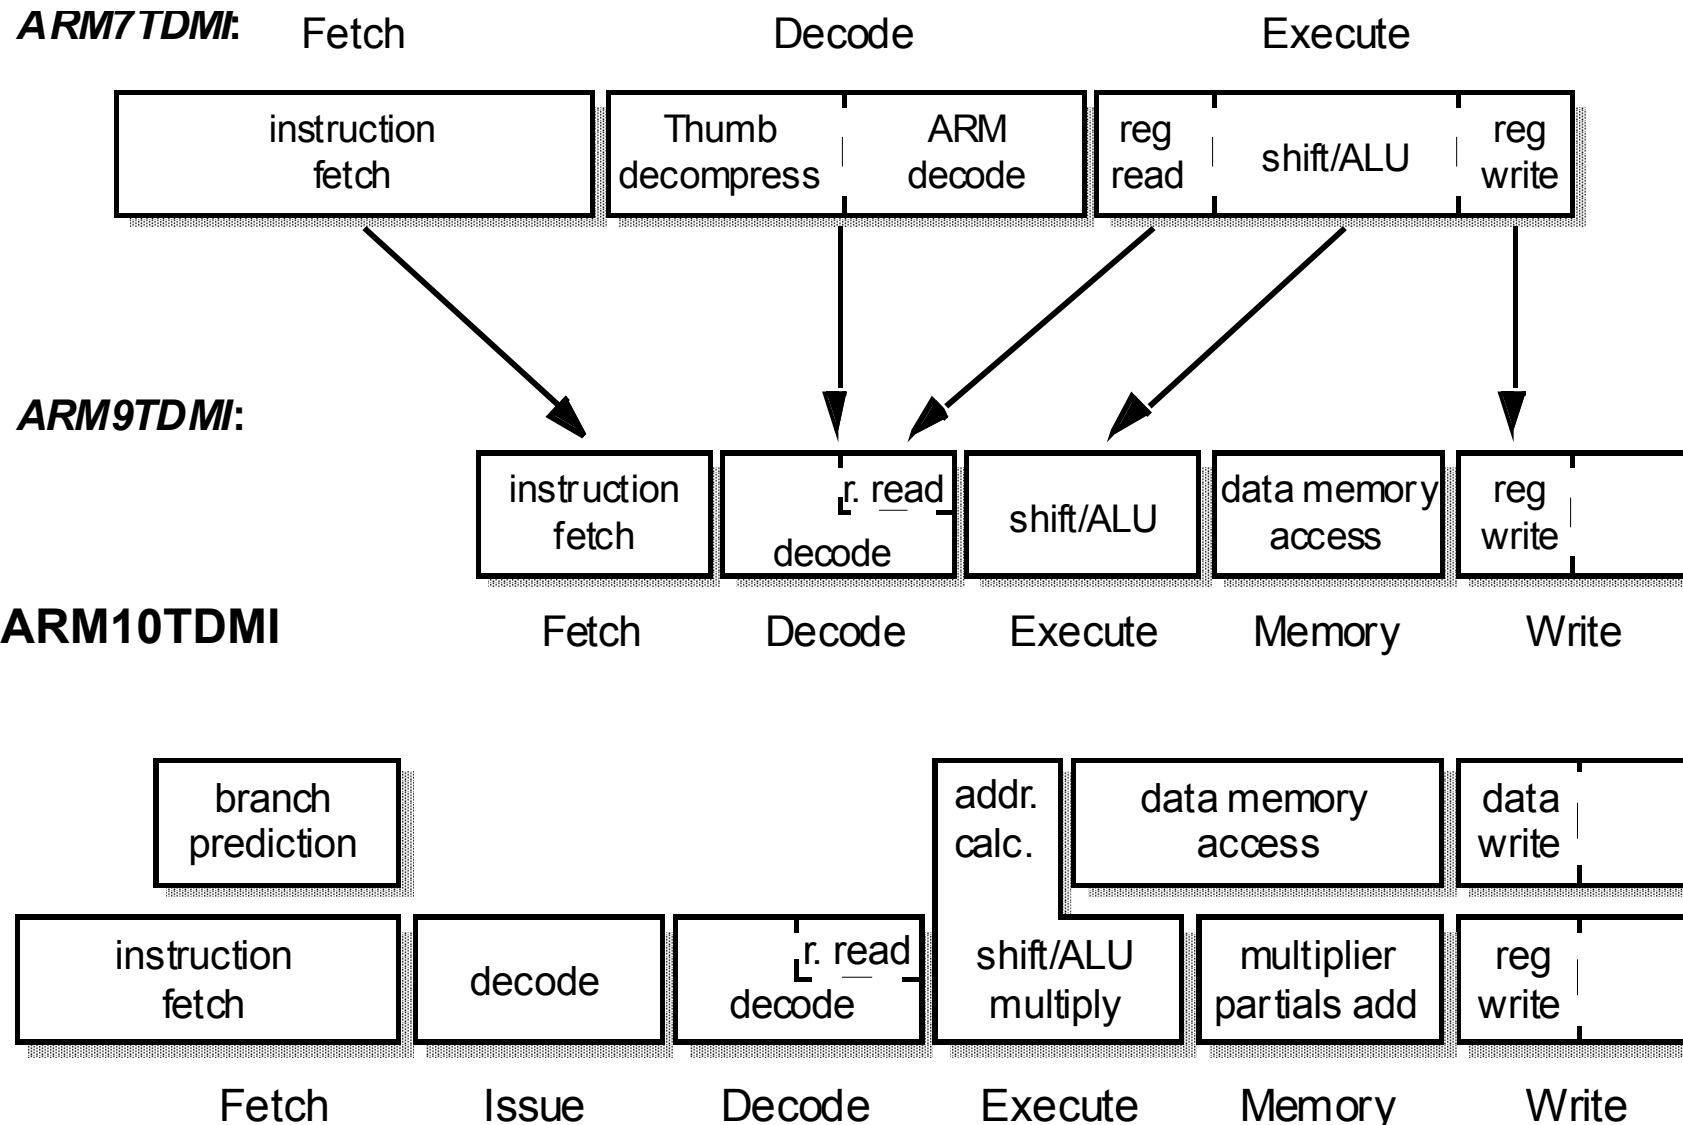 ARM7TDMI:
Fetch Decode Execute
instruction fetch
Thumb decompress
ARM decode
reg read
shift/ALU
reg write
ARM9TDMI:
instruction fetch
r. read
decode
shift/ALU
data memory access
reg write
Fetch Decode Execute Memory Write
ARM10TDMI
branch prediction
addr. calc.
data memory access
data write
instruction fetch
decode
r. read
decode
shift/ALU multiply
multiplier partials add
reg write
Fetch Issue Decode Execute Memory Write